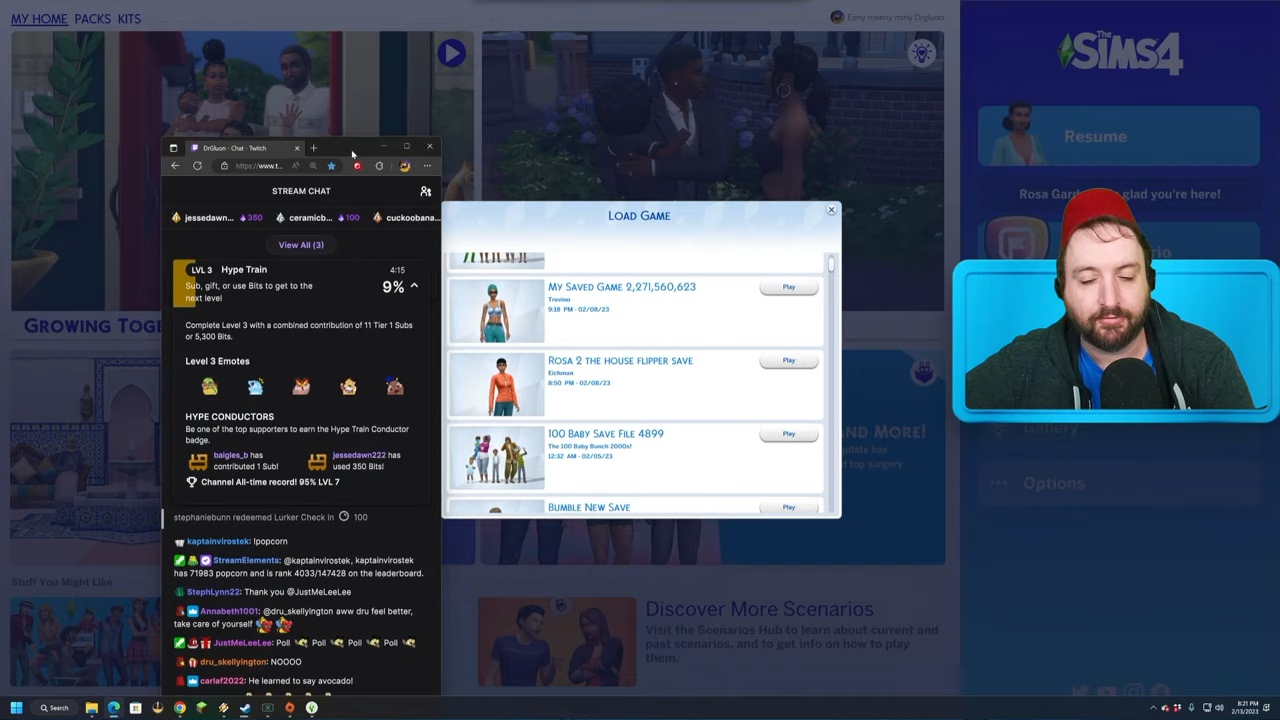 MY HOME PACKS KITS
Eeny meeny miny Drgluon
The SiMS 4
Resume
Rosa
glad you're here!
DrGluon - Chat - Twitch
https://www.t...
STREAM CHAT
jessedawn... 350 ceramicb... 100 cuckoobana...
View All (3)
LVL 3 Hype Train 4:15
Sub, gift, or use Bits to get to the
next level
9%
Complete Level 3 with a combined contribution of 11 Tier 1 Subs
or 5,300 Bits.
Level 3 Emotes
HYPE CONDUCTORS
Be one of the top supporters to earn the Hype Train Conductor
badge.
baigles_b has
contributed 1 Sub!
jessedawn222 has
used 350 Bits!
Channel All-time record! 95% LVL 7
stephaniebunn redeemed Lurker Check in 100
kaptainvirostek: !popcorn
StreamElements: @kaptainvirostek, kaptainvirostek
has 71983 popcorn and is rank 4033/147428 on the leaderboard.
StephLynn22: Thank you @JustMeLeeLee
Annabeth1001: @dru_skellyington aww dru feel better,
take care of yourself
JustMeLeeLee: Poll Poll Poll Poll
dru_skellyington: NOOOO
carlaf2022: He learned to say avocado!
LOAD GAME
MY SAVED GAME 2,271,560,623
Trevino
9:18 PM - 02/08/23
Play
ROSA 2 THE HOUSE FLIPPER SAVE
Eichman
8:50 PM - 02/08/23
Play
100 BABY SAVE FILE 4899
The 100 Baby Bunch 2000s!
12:32 AM - 02/05/23
Play
BUMBLE NEW SAVE
Play
GROWING TOGE
AND MORE!
update has
d top surgery
Gallery
Options
Stuff You Might Like
Discover More Scenarios
Visit the Scenarios Hub to learn about current and
past scenarios, and to get info on how to play
them.
Search
8:21 PM
2/13/2023